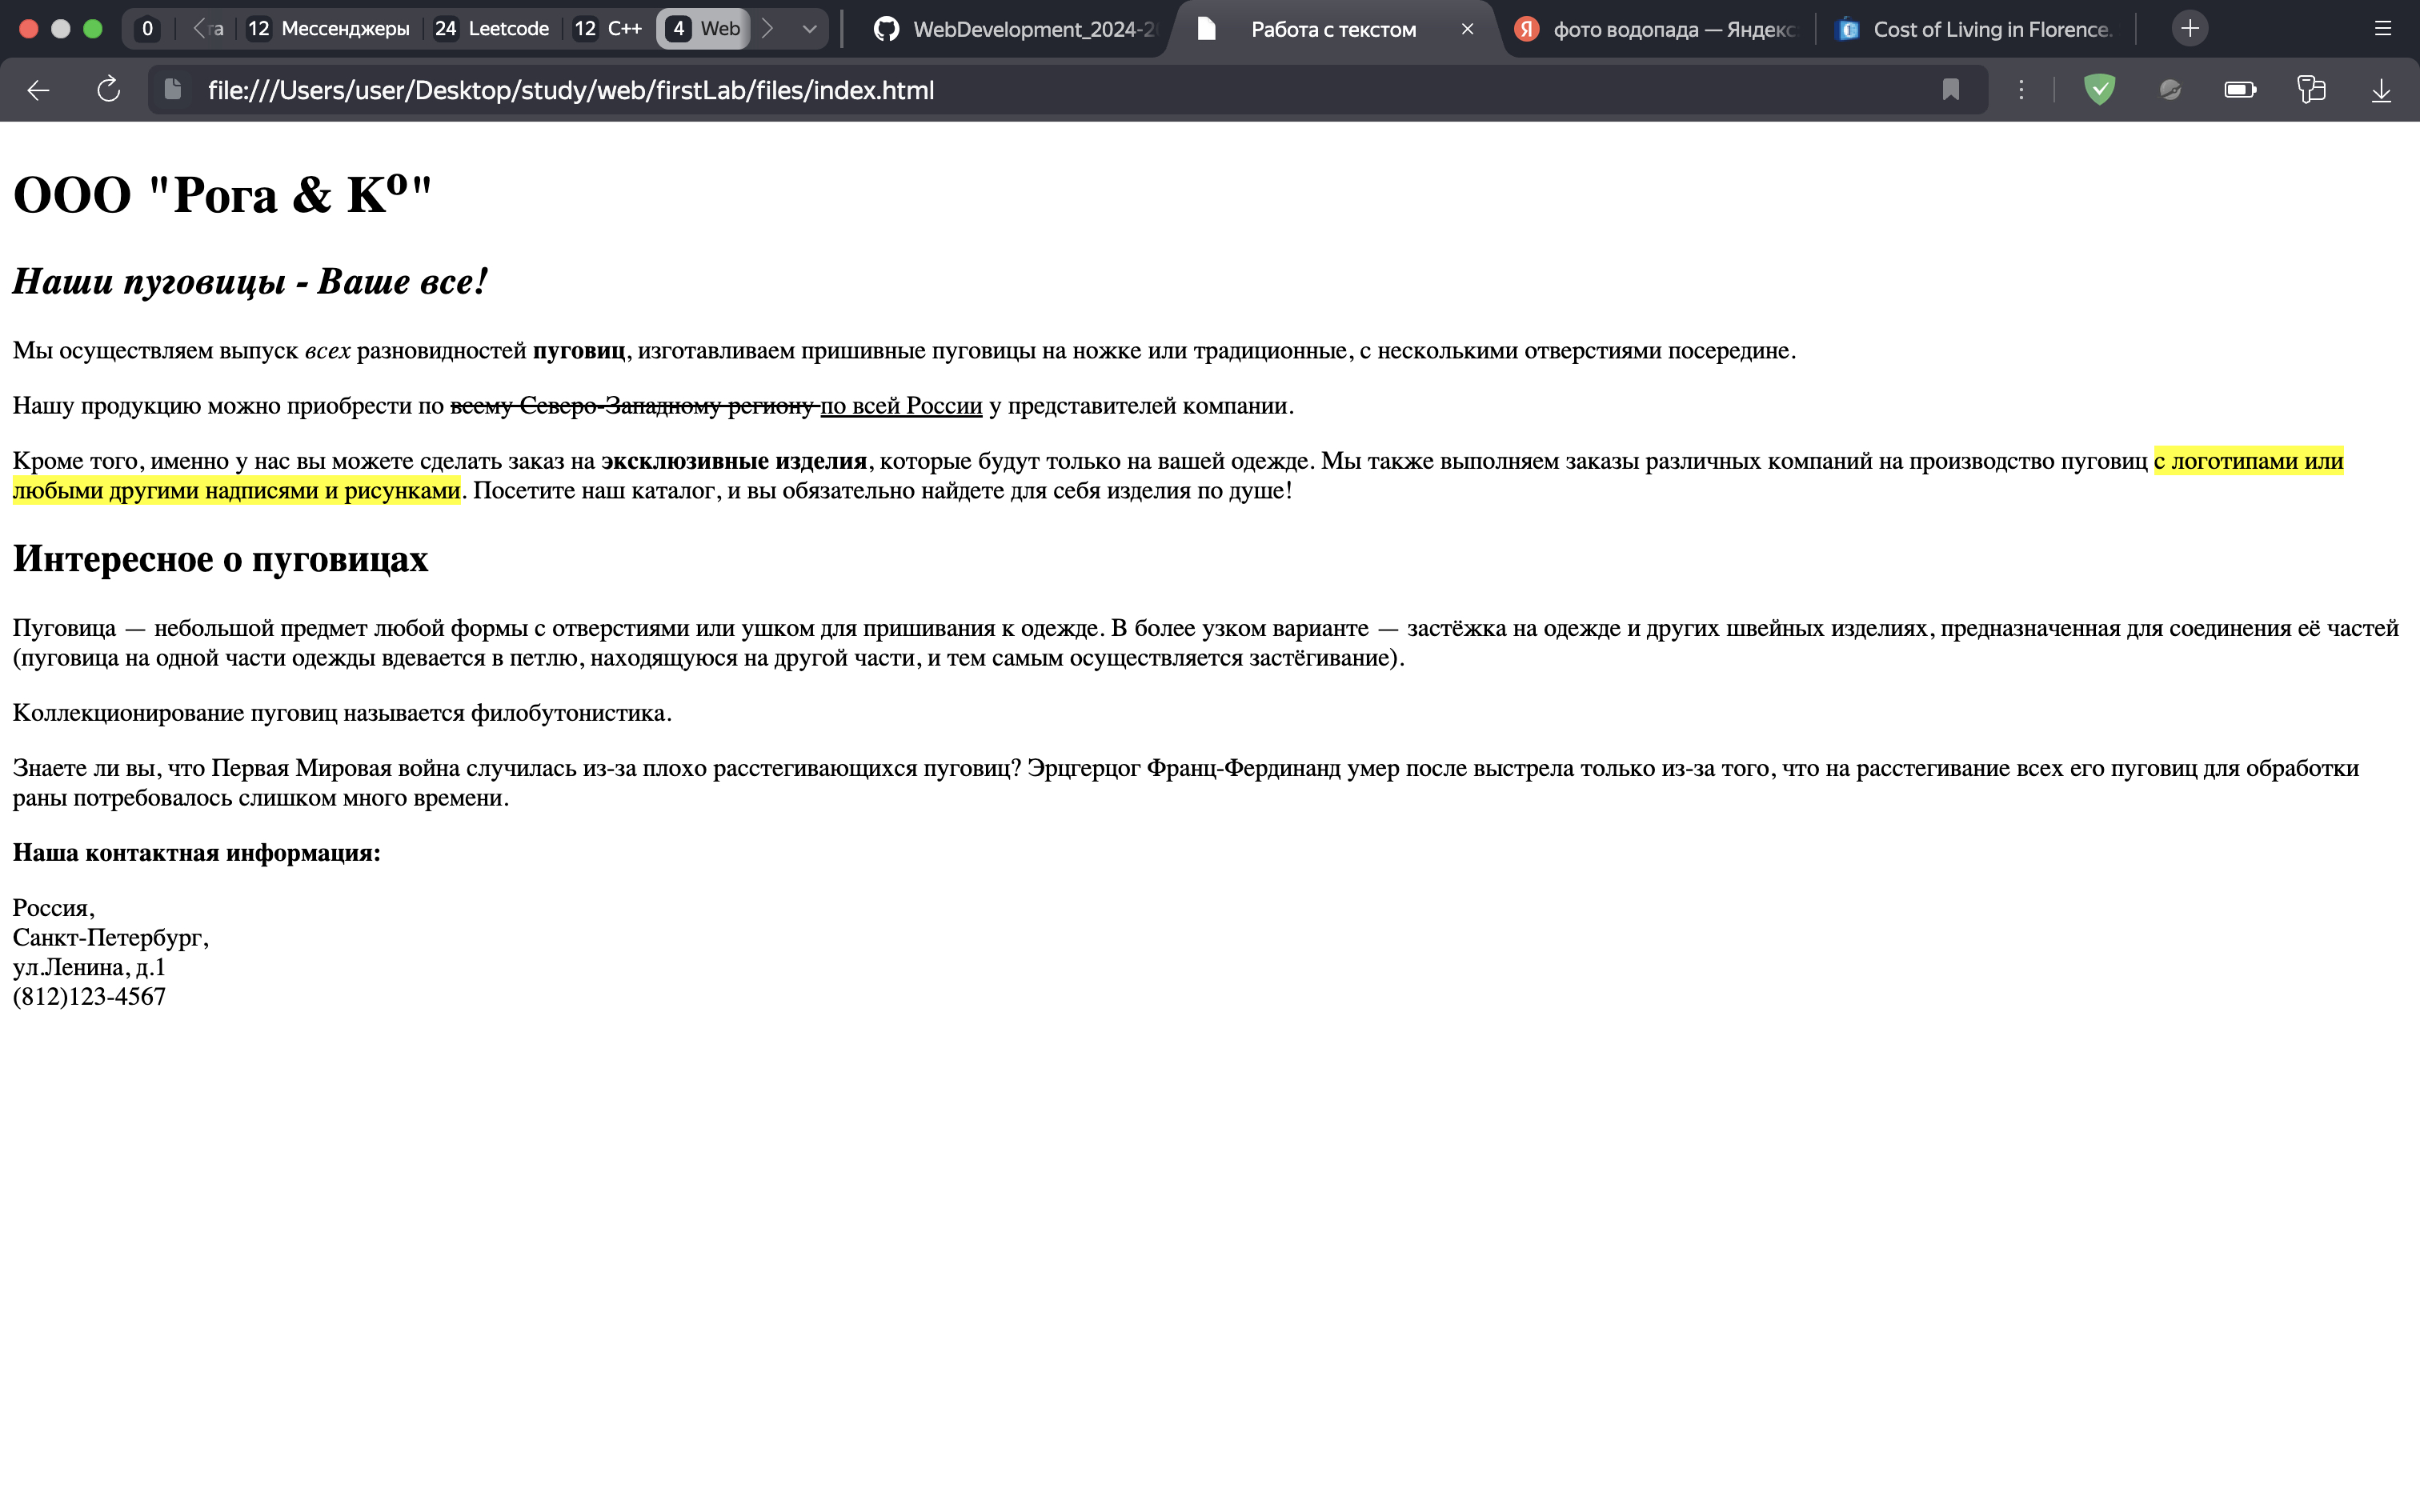 0 га 12 Мессенджеры 24 Leetcode 12 C++ 4 Web WebDevelopment_2024-2 Работа с текстом фото водопада — Яндекс Cost of Living in Florence.
file:///Users/user/Desktop/study/web/firstLab/files/index.html
ООО "Рога & Kº"
Наши пуговицы - Ваше все!
Мы осуществляем выпуск всех разновидностей пуговиц, изготавливаем пришивные пуговицы на ножке или традиционные, с несколькими отверстиями посередине.
Нашу продукцию можно приобрести по всему Северо-Западному региону по всей России у представителей компании.
Кроме того, именно у нас вы можете сделать заказ на эксклюзивные изделия, которые будут только на вашей одежде. Мы также выполняем заказы различных компаний на производство пуговиц с логотипами или
любыми другими надписями и рисунками. Посетите наш каталог, и вы обязательно найдете для себя изделия по душе!
Интересное о пуговицах
Пуговица — небольшой предмет любой формы с отверстиями или ушком для пришивания к одежде. В более узком варианте — застёжка на одежде и других швейных изделиях, предназначенная для соединения её частей
(пуговица на одной части одежды вдевается в петлю, находящуюся на другой части, и тем самым осуществляется застёгивание).
Коллекционирование пуговиц называется филобутонистика.
Знаете ли вы, что Первая Мировая война случилась из-за плохо расстегивающихся пуговиц? Эрцгерцог Франц-Фердинанд умер после выстрела только из-за того, что на расстегивание всех его пуговиц для обработки
раны потребовалось слишком много времени.
Наша контактная информация:
Россия,
Санкт-Петербург,
ул.Ленина, д.1
(812)123-4567